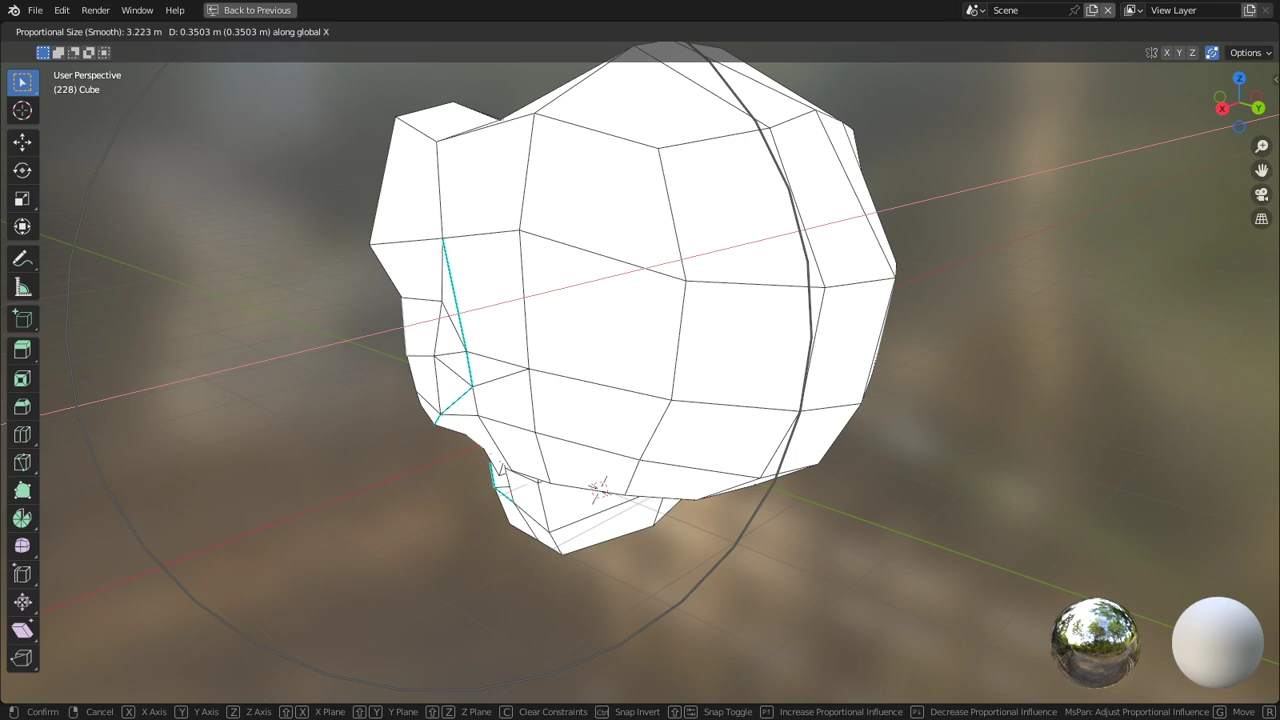 File Edit Render Window Help Back to Previous Scene View Layer
Proportional Size (Smooth): 3.223 m D: 0.3503 m (0.3503 m) along global X
X Y Z Options
User Perspective
(228) Cube
Z
X Y
Confirm Cancel X X Axis Y Y Axis Z Z Axis X X Plane Y Y Plane Z Z Plane C Clear Constraints Ctrl Snap Invert Snap Toggle Increase Proportional Influence Decrease Proportional Influence MsPan: Adjust Proportional Influence G Move R